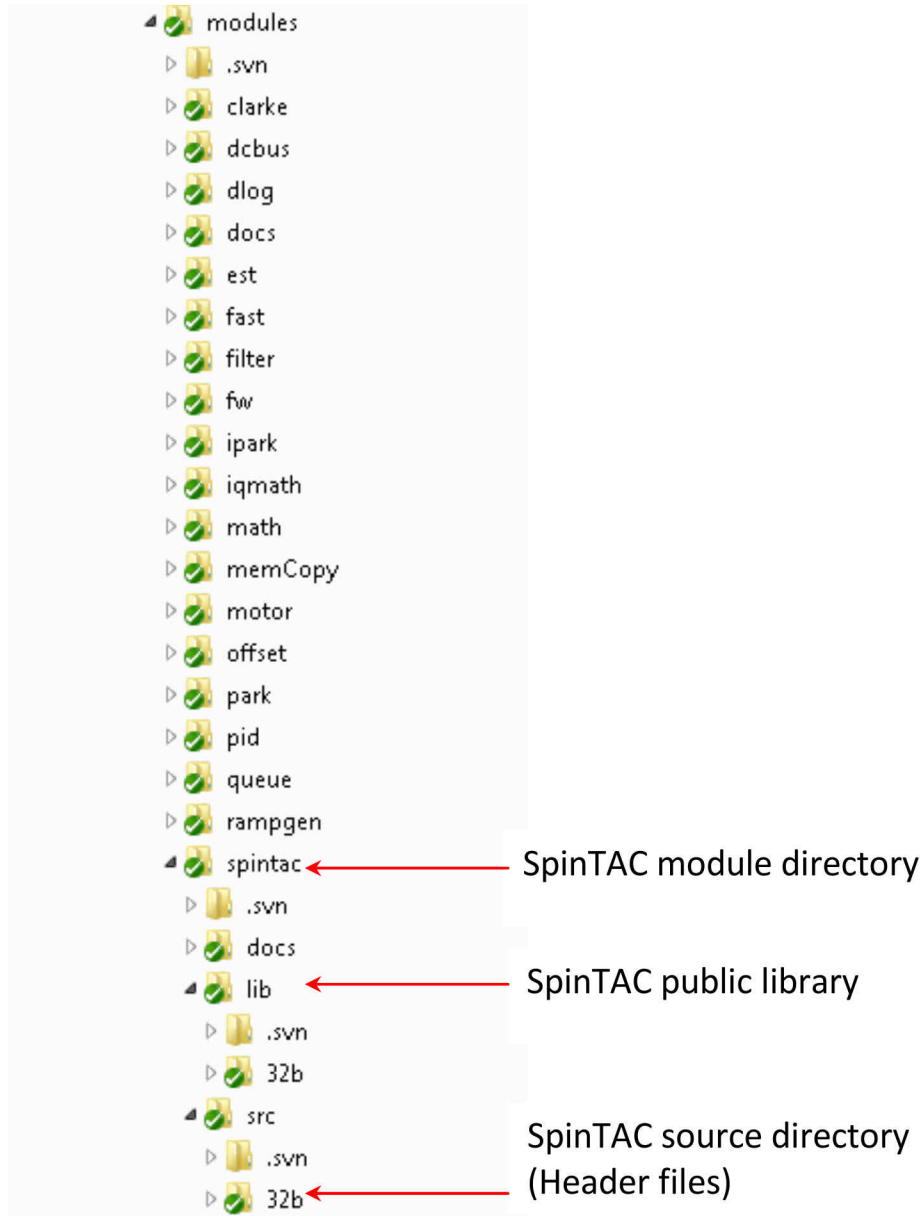 modules
.svn
clarke
dcbus
dlog
docs
est
fast
filter
fw
ipark
iqmath
math
memCopy
motor
offset
park
pid
queue
rampgen
spintac
SpinTAC module directory
.svn
docs
lib
SpinTAC public library
.svn
32b
src
.svn
32b
SpinTAC source directory
(Header files)